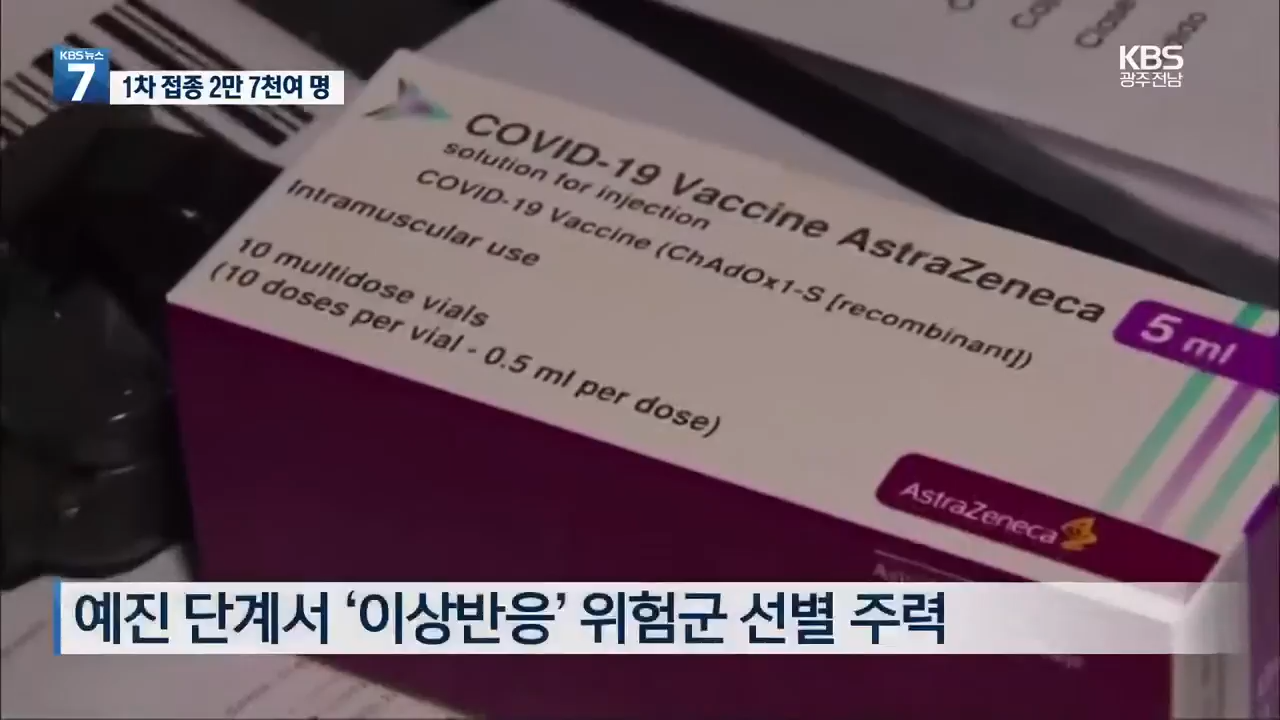 KBS뉴스
7
1차 접종 2만 7천여 명
KBS
광주전남
COVID-19 Vaccine AstraZeneca
solution for injection
COVID-19 Vaccine (ChAdOx1-S [recombinant])
Intramuscular use
10 multidose vials
(10 doses per vial - 0.5 ml per dose)
5 ml
AstraZeneca
예진 단계서 ‘이상반응’ 위험군 선별 주력